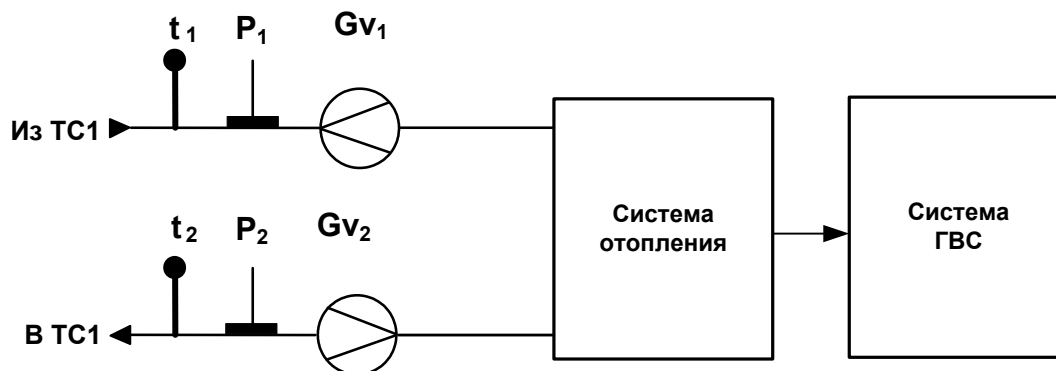 t 1 P1 Gv1
Из ТС1
t 2 P2 Gv2
В ТС1
Система
отопления
Система
ГВС